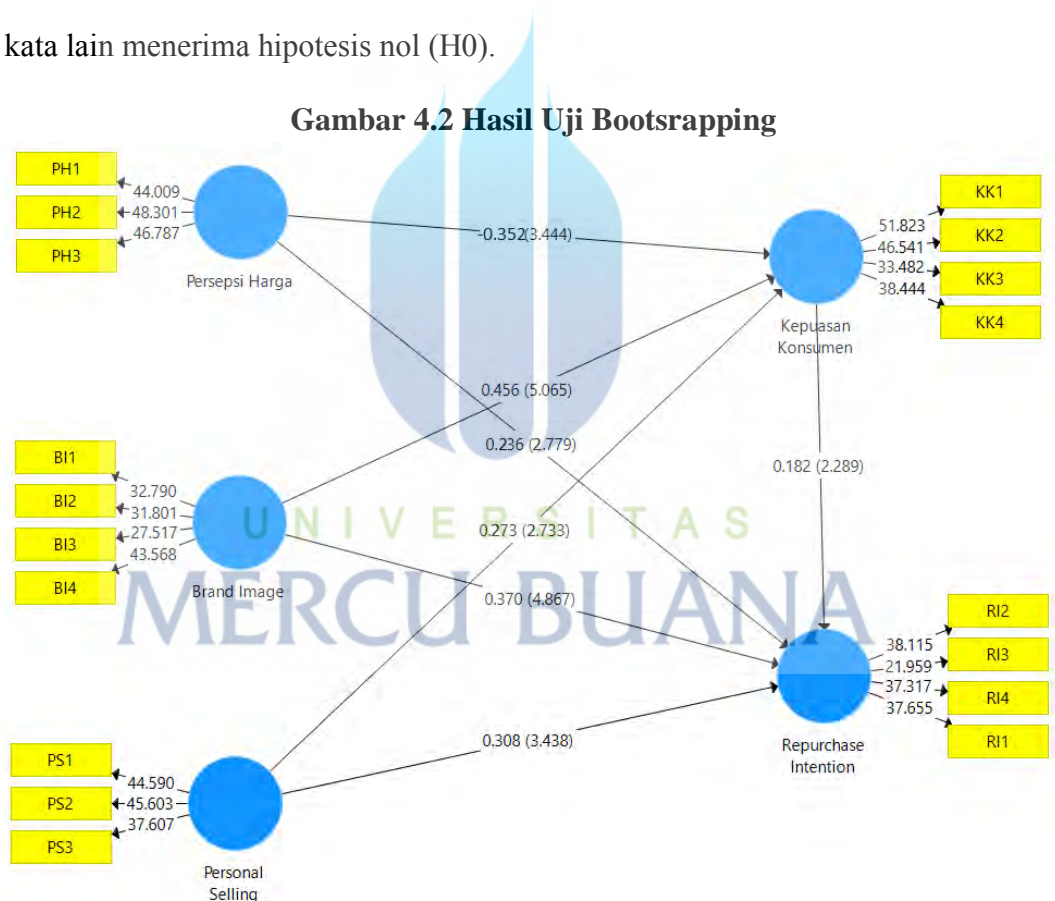 kata lain menerima hipotesis nol (H0).
Gambar 4.2 Hasil Uji Bootsrapping
PH1
PH2
PH3
44.009
48.301
46.787
Persepsi Harga
-0.352(3.444)
KK1
KK2
KK3
KK4
51.823
46.541
33.482
38.444
Kepuasan
Konsumen
0.456 (5.065)
0.236 (2.779)
0.182 (2.289)
BI1
BI2
BI3
BI4
32.790
31.801
27.517
43.568
Brand Image
0.273 (2.733)
UNIVERSITAS
MERCU BUANA
0.370 (4.867)
RI2
RI3
RI4
RI1
38.115
21.959
37.317
37.655
Repurchase
Intention
0.308 (3.438)
PS1
PS2
PS3
44.590
45.603
37.607
Personal
Selling